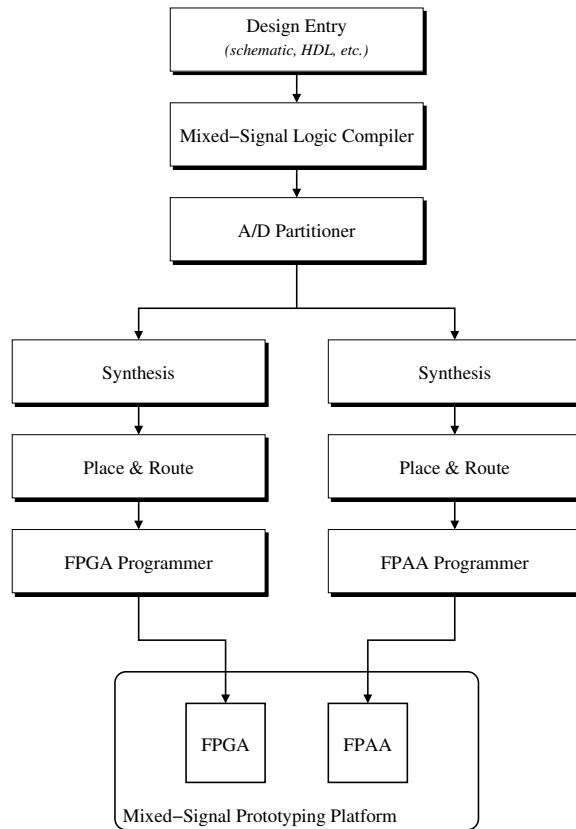 Design Entry
(schematic, HDL, etc.)
Mixed−Signal Logic Compiler
A/D Partitioner
Synthesis
Synthesis
Place & Route
Place & Route
FPGA Programmer
FPAA Programmer
FPGA
FPAA
Mixed−Signal Prototyping Platform